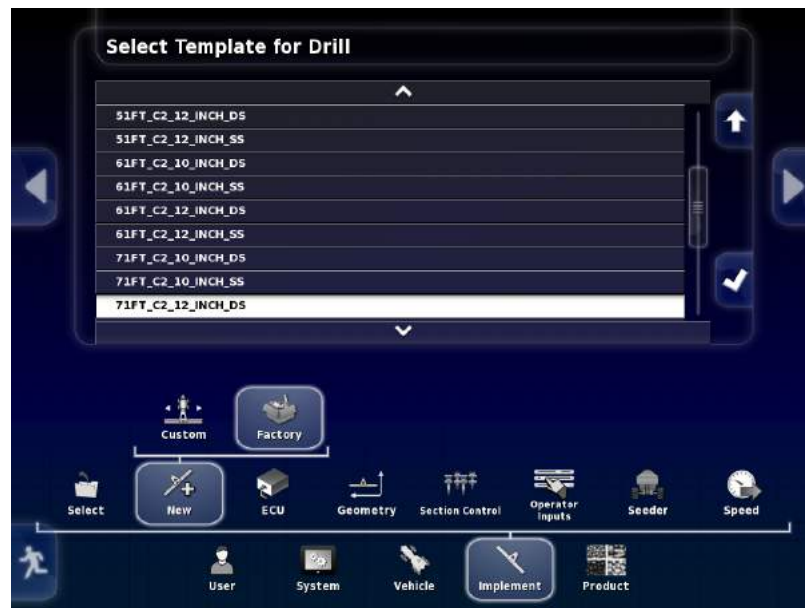 Select Template for Drill
51FT_C2_12_INCH_DS
51FT_C2_12_INCH_SS
61FT_C2_10_INCH_DS
61FT_C2_10_INCH_SS
61FT_C2_12_INCH_DS
61FT_C2_12_INCH_SS
71FT_C2_10_INCH_DS
71FT_C2_10_INCH_SS
71FT_C2_12_INCH_DS
Custom Factory
Select New ECU Geometry Section Control Operator Inputs Seeder Speed
User System Vehicle Implement Product